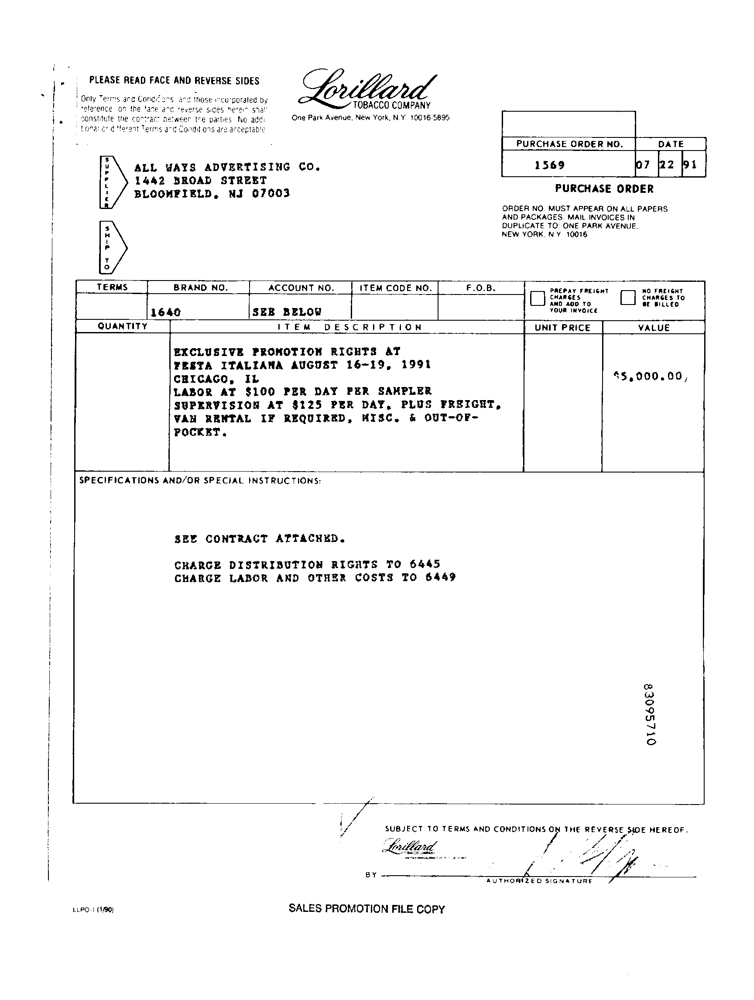 PLEASE READ FACE AND REVERSE SIDES
Only Terms and Conditions, and those incorporated by
reference on the face and reverse sides herein shall
constitute the contract between the parties. No addi-
tional or different Terms and Conditions are acceptable
Lorillard
TOBACCO COMPANY
One Park Avenue, New York, N.Y. 10016-5895
PURCHASE ORDER NO. DATE
1569 07 22 91
PURCHASE ORDER
ORDER NO. MUST APPEAR ON ALL PAPERS
AND PACKAGES. MAIL INVOICES IN
DUPLICATE TO: ONE PARK AVENUE,
NEW YORK, N.Y. 10016
SUPPLIER
ALL WAYS ADVERTISING CO.
1442 BROAD STREET
BLOOMFIELD, NJ 07003
SHIP TO
TERMS BRAND NO. ACCOUNT NO. ITEM CODE NO. F.O.B.
PREPAY FREIGHT
CHARGES
AND ADD TO
YOUR INVOICE
NO FREIGHT
CHARGES TO
BE BILLED
1640 SEE BELOW
QUANTITY ITEM DESCRIPTION UNIT PRICE VALUE
EXCLUSIVE PROMOTION RIGHTS AT
FESTA ITALIANA AUGUST 16-19, 1991
CHICAGO, IL
$5,000.00
LABOR AT $100 PER DAY PER SAMPLER
SUPERVISION AT $125 PER DAY, PLUS FREIGHT,
VAN RENTAL IF REQUIRED, MISC. & OUT-OF-
POCKET.
SPECIFICATIONS AND/OR SPECIAL INSTRUCTIONS:
SEE CONTRACT ATTACHED.
CHARGE DISTRIBUTION RIGHTS TO 6445
CHARGE LABOR AND OTHER COSTS TO 6449
83095710
SUBJECT TO TERMS AND CONDITIONS ON THE REVERSE SIDE HEREOF.
Lorillard
BY
AUTHORIZED SIGNATURE
LLPO-1 (1/90)
SALES PROMOTION FILE COPY